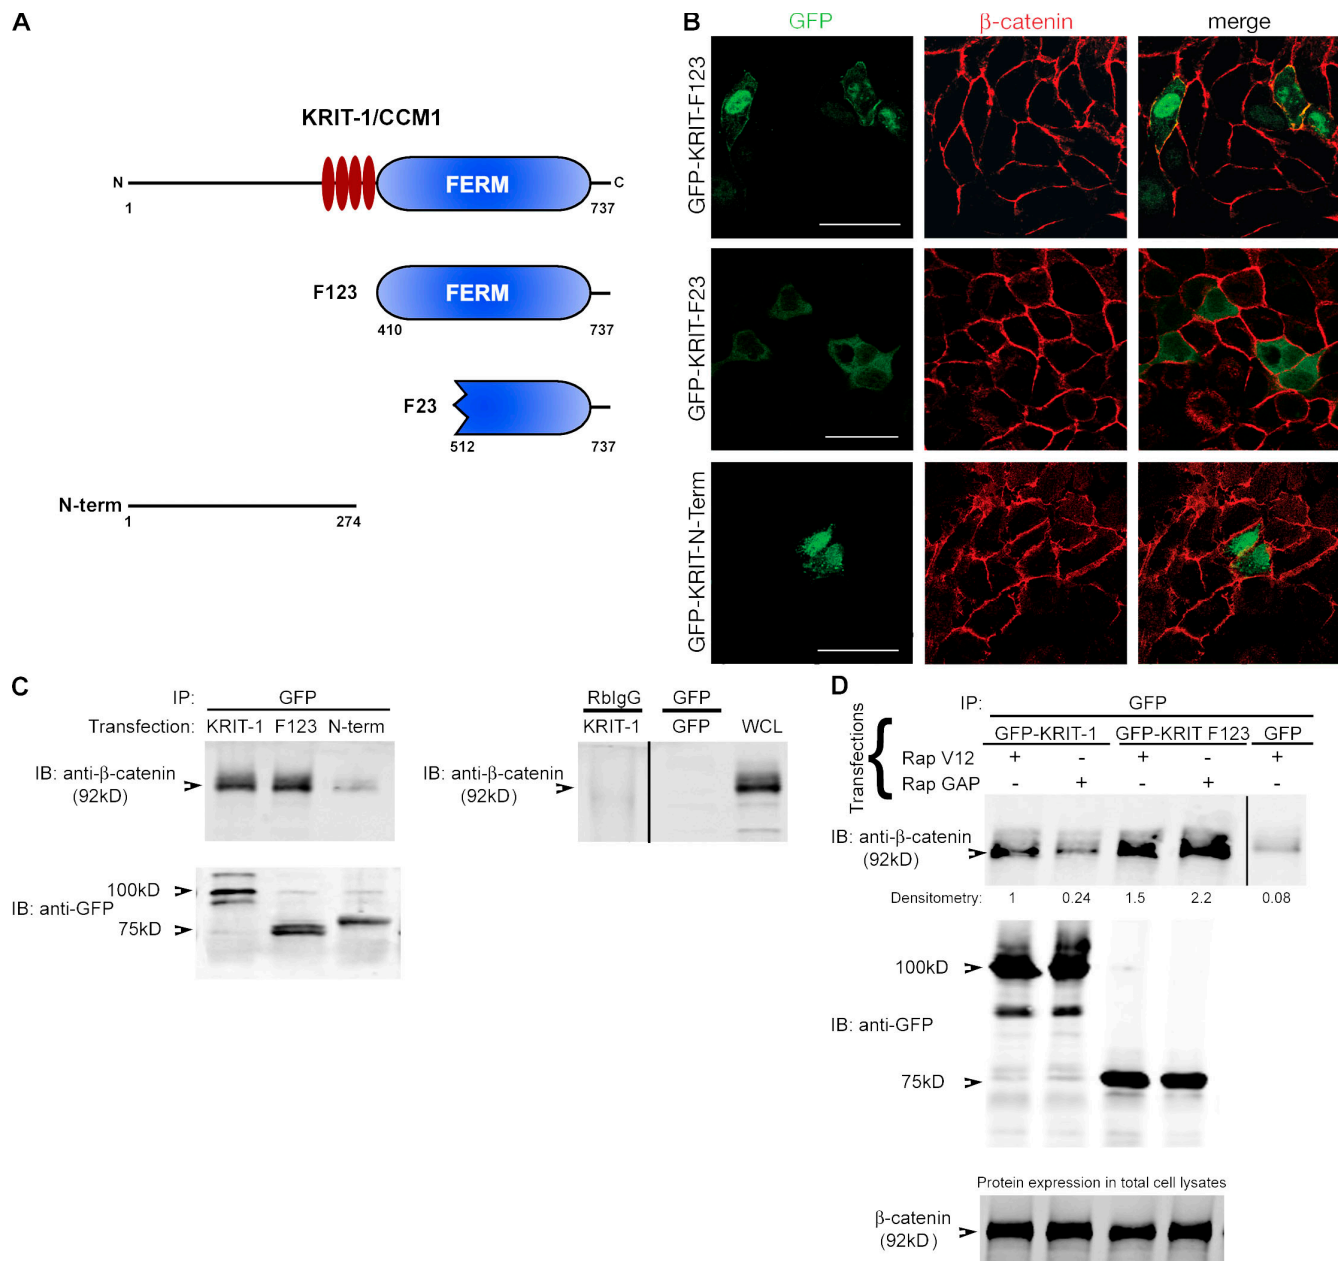 A
KRIT-1/CCM1
N
FERM
C
1
737
F123
FERM
410
737
F23
512
737
N-term
1
274
B
GFP
β-catenin
merge
GFP-KRIT-F123
GFP-KRIT-F23
GFP-KRIT-N-Term
C
IP:
GFP
Transfection:
KRIT-1 F123 N-term
IB: anti-β-catenin
(92kD)
100kD
IB: anti-GFP
75kD
RbIgG GFP
KRIT-1 GFP WCL
IB: anti-β-catenin
(92kD)
D
IP:
GFP
Transfections
GFP-KRIT-1 GFP-KRIT F123 GFP
Rap V12 + - + - +
Rap GAP - + - + -
IB: anti-β-catenin
(92kD)
Densitometry: 1 0.24 1.5 2.2 0.08
100kD
IB: anti-GFP
75kD
Protein expression in total cell lysates
β-catenin
(92kD)